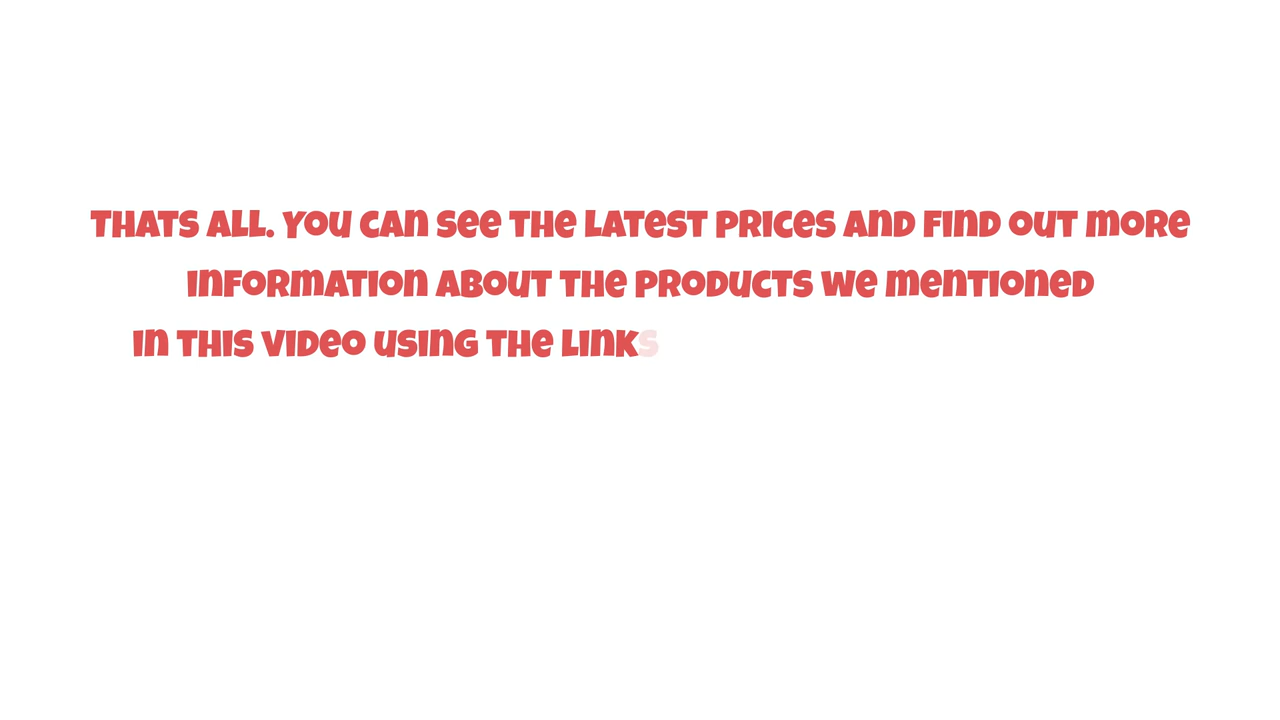 THATS ALL. YOU CAN SEE THE LATEST PRICES AND FIND OUT MORE
INFORMATION ABOUT THE PRODUCTS WE MENTIONED
IN THIS VIDEO USING THE LINKS